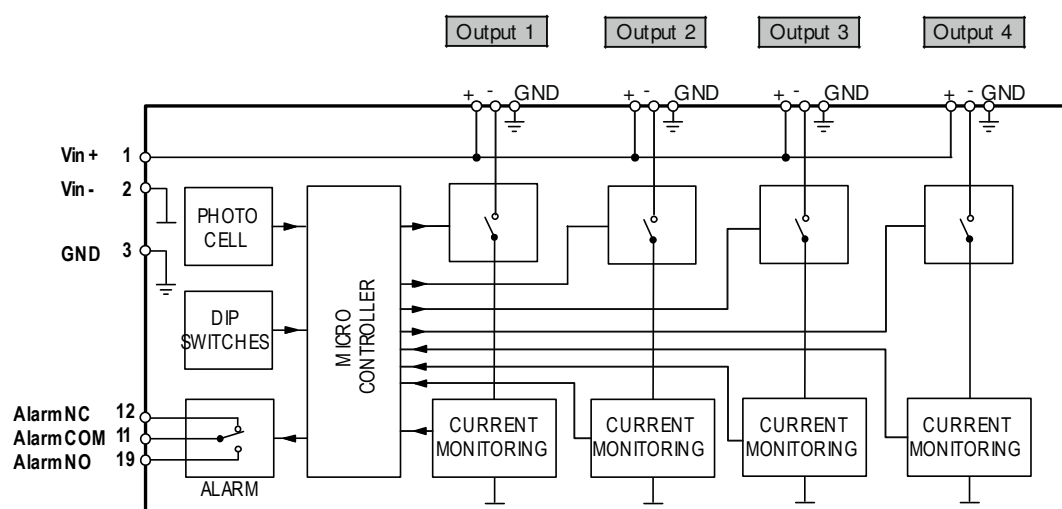 Output 1
Output 2
Output 3
Output 4
+ - GND
+ - GND
+ - GND
+ - GND
Vin + 1
Vin - 2
GND 3
PHOTO
CELL
DIP
SWITCHES
MICRO
CONTROLLER
Alarm NC 12
Alarm COM 11
Alarm NO 19
ALARM
CURRENT
MONITORING
CURRENT
MONITORING
CURRENT
MONITORING
CURRENT
MONITORING